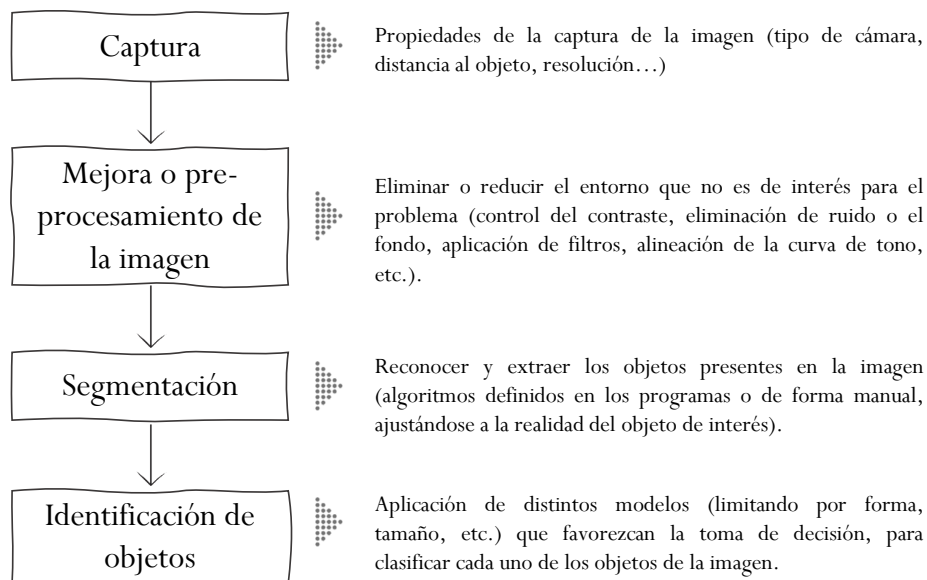 Captura
Propiedades de la captura de la imagen (tipo de cámara,
distancia al objeto, resolución…)
Mejora o pre-
procesamiento de
la imagen
Eliminar o reducir el entorno que no es de interés para el
problema (control del contraste, eliminación de ruido o el
fondo, aplicación de filtros, alineación de la curva de tono,
etc.).
Segmentación
Reconocer y extraer los objetos presentes en la imagen
(algoritmos definidos en los programas o de forma manual,
ajustándose a la realidad del objeto de interés).
Identificación de
objetos
Aplicación de distintos modelos (limitando por forma,
tamaño, etc.) que favorezcan la toma de decisión, para
clasificar cada uno de los objetos de la imagen.